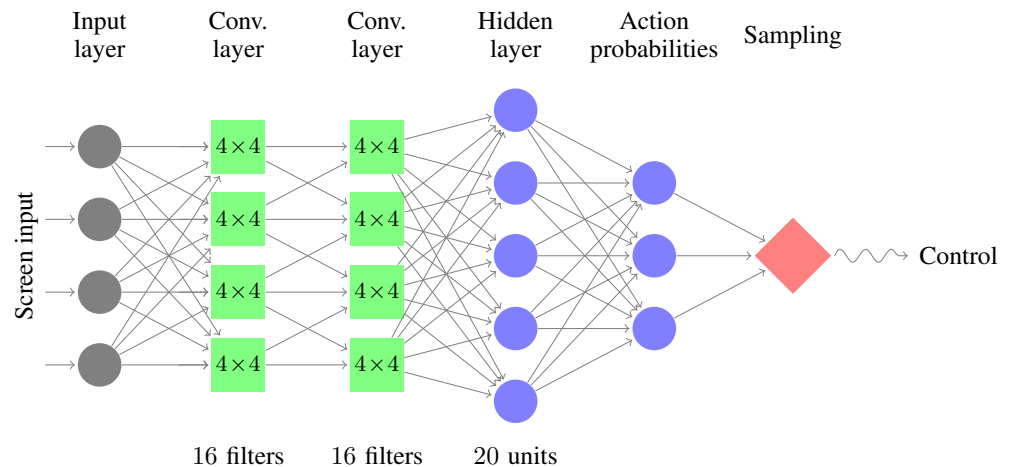 Input
layer
Conv.
layer
Conv.
layer
Hidden
layer
Action
probabilities
Sampling
Screen input
4×4
4×4
4×4
4×4
4×4
4×4
4×4
4×4
Control
16 filters
16 filters
20 units